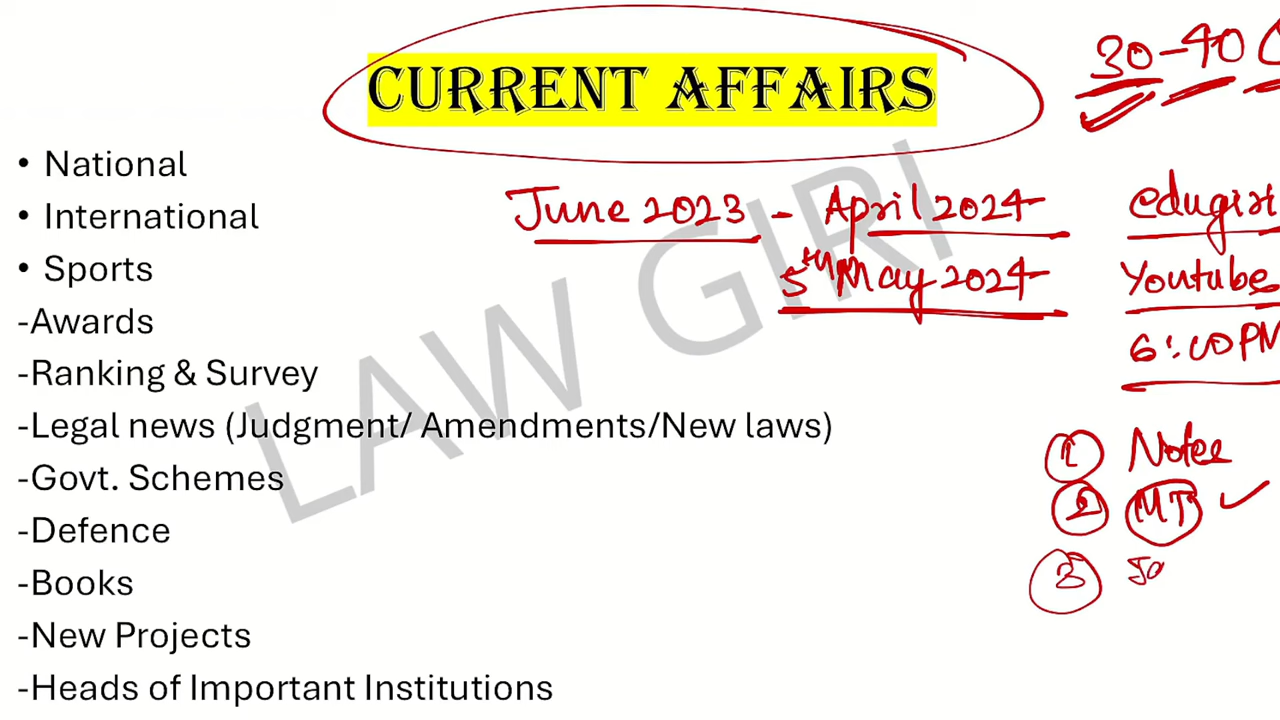 CURRENT AFFAIRS
30-40
• National
• International
• Sports
-Awards
-Ranking & Survey
-Legal news (Judgment/ Amendments/New laws)
-Govt. Schemes
-Defence
-Books
-New Projects
-Heads of Important Institutions
June 2023 - April 2024
5th May 2024
@edugiri
Youtube
6:00 PM
1 Notes
2 MT ✓
3
LAW GIRI